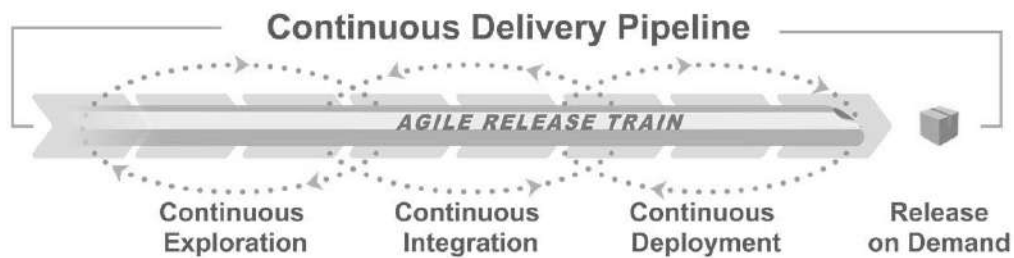 Continuous Delivery Pipeline
AGILE RELEASE TRAIN
Continuous
Exploration
Continuous
Integration
Continuous
Deployment
Release
on Demand